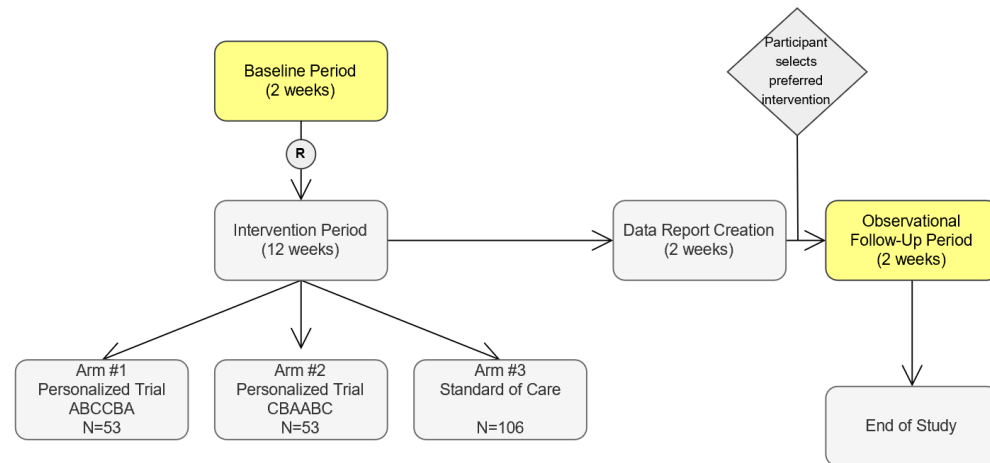 Baseline Period
(2 weeks)
R
Intervention Period
(12 weeks)
Arm #1
Personalized Trial
ABCCBA
N=53
Arm #2
Personalized Trial
CBAABC
N=53
Arm #3
Standard of Care
N=106
Data Report Creation
(2 weeks)
Participant
selects
preferred
intervention
Observational
Follow-Up Period
(2 weeks)
End of Study